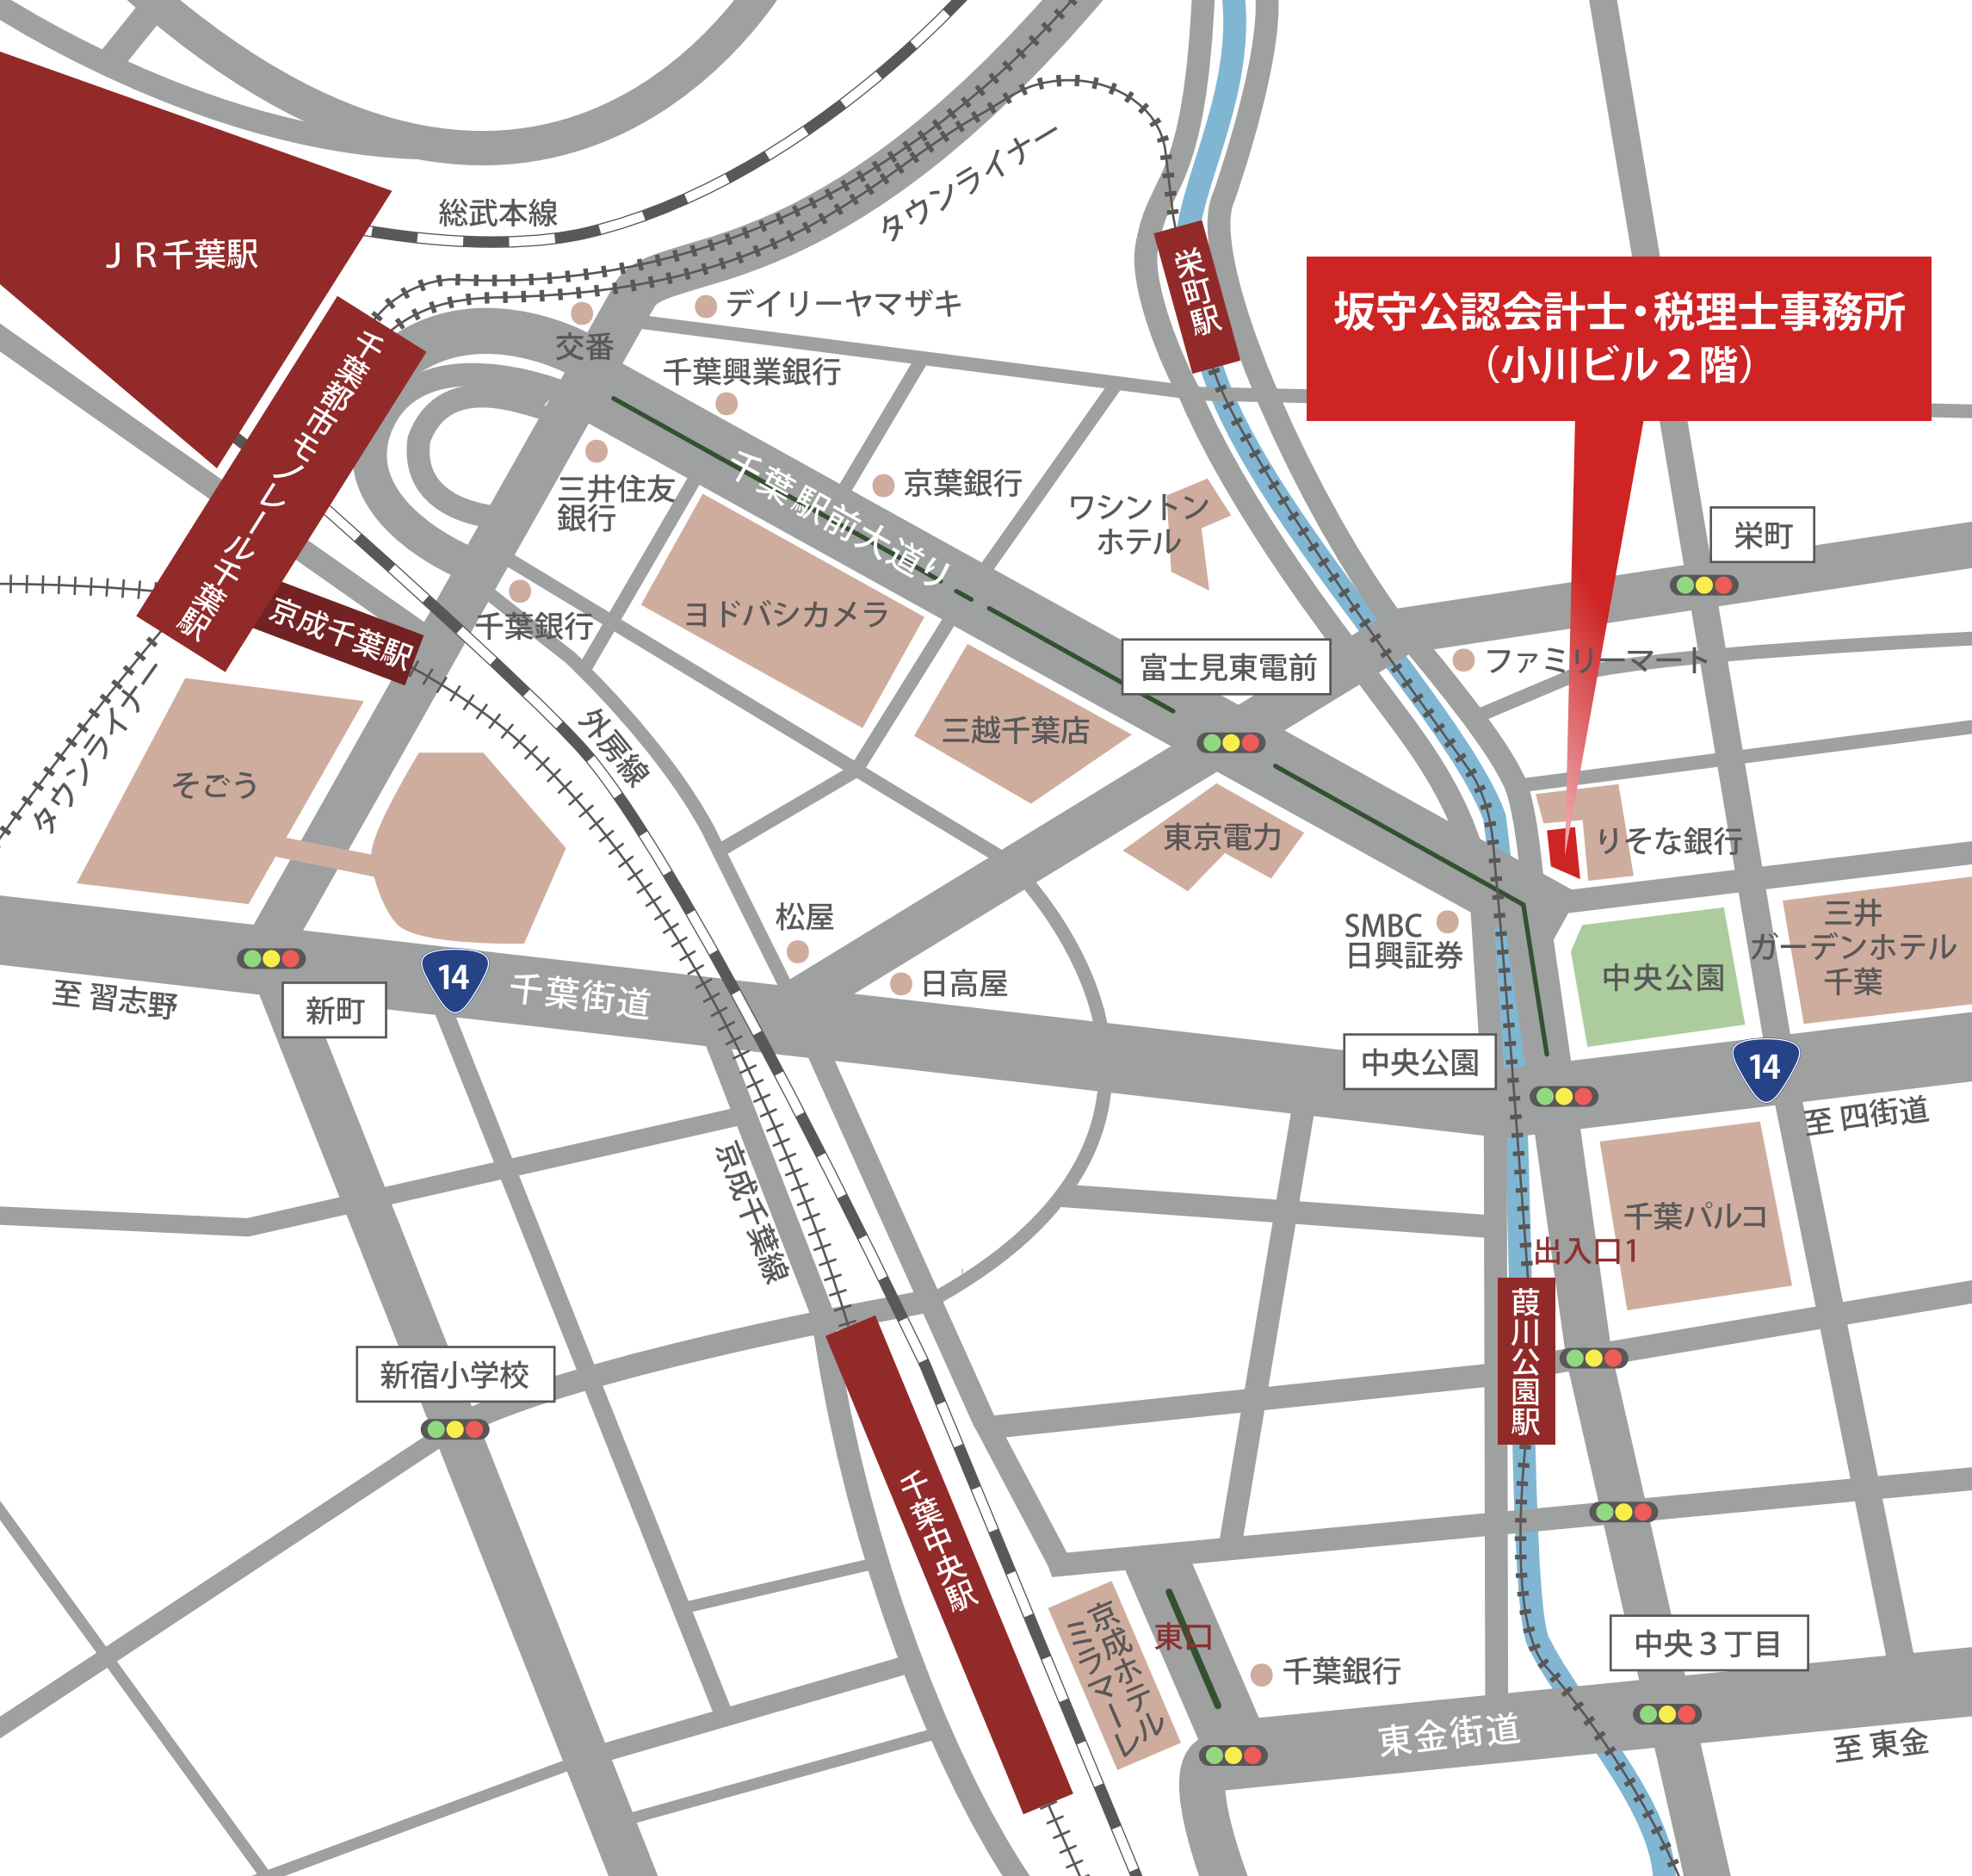 総武本線
タウンライナー
ＪＲ千葉駅
栄町駅
坂守公認会計士・税理士事務所
（小川ビル２階）
デイリーヤマザキ
交番
千葉興業銀行
千葉都市モノレール千葉駅
三井住友
銀行
千葉駅前大道り
京葉銀行
ワシントン
ホテル
栄町
京成千葉駅
千葉銀行
ヨドバシカメラ
富士見東電前
ファミリーマート
タウンライナー
そごう
外房線
三越千葉店
東京電力
りそな銀行
松屋
SMBC
日興証券
三井
ガーデンホテル
千葉
中央公園
至 習志野
新町
14
千葉街道
日高屋
中央公園
14
至 四街道
京成千葉線
千葉パルコ
出入口1
葭川公園駅
新宿小学校
千葉中央駅
京成ホテル
ミラマーレ
東口
千葉銀行
中央３丁目
東金街道
至 東金